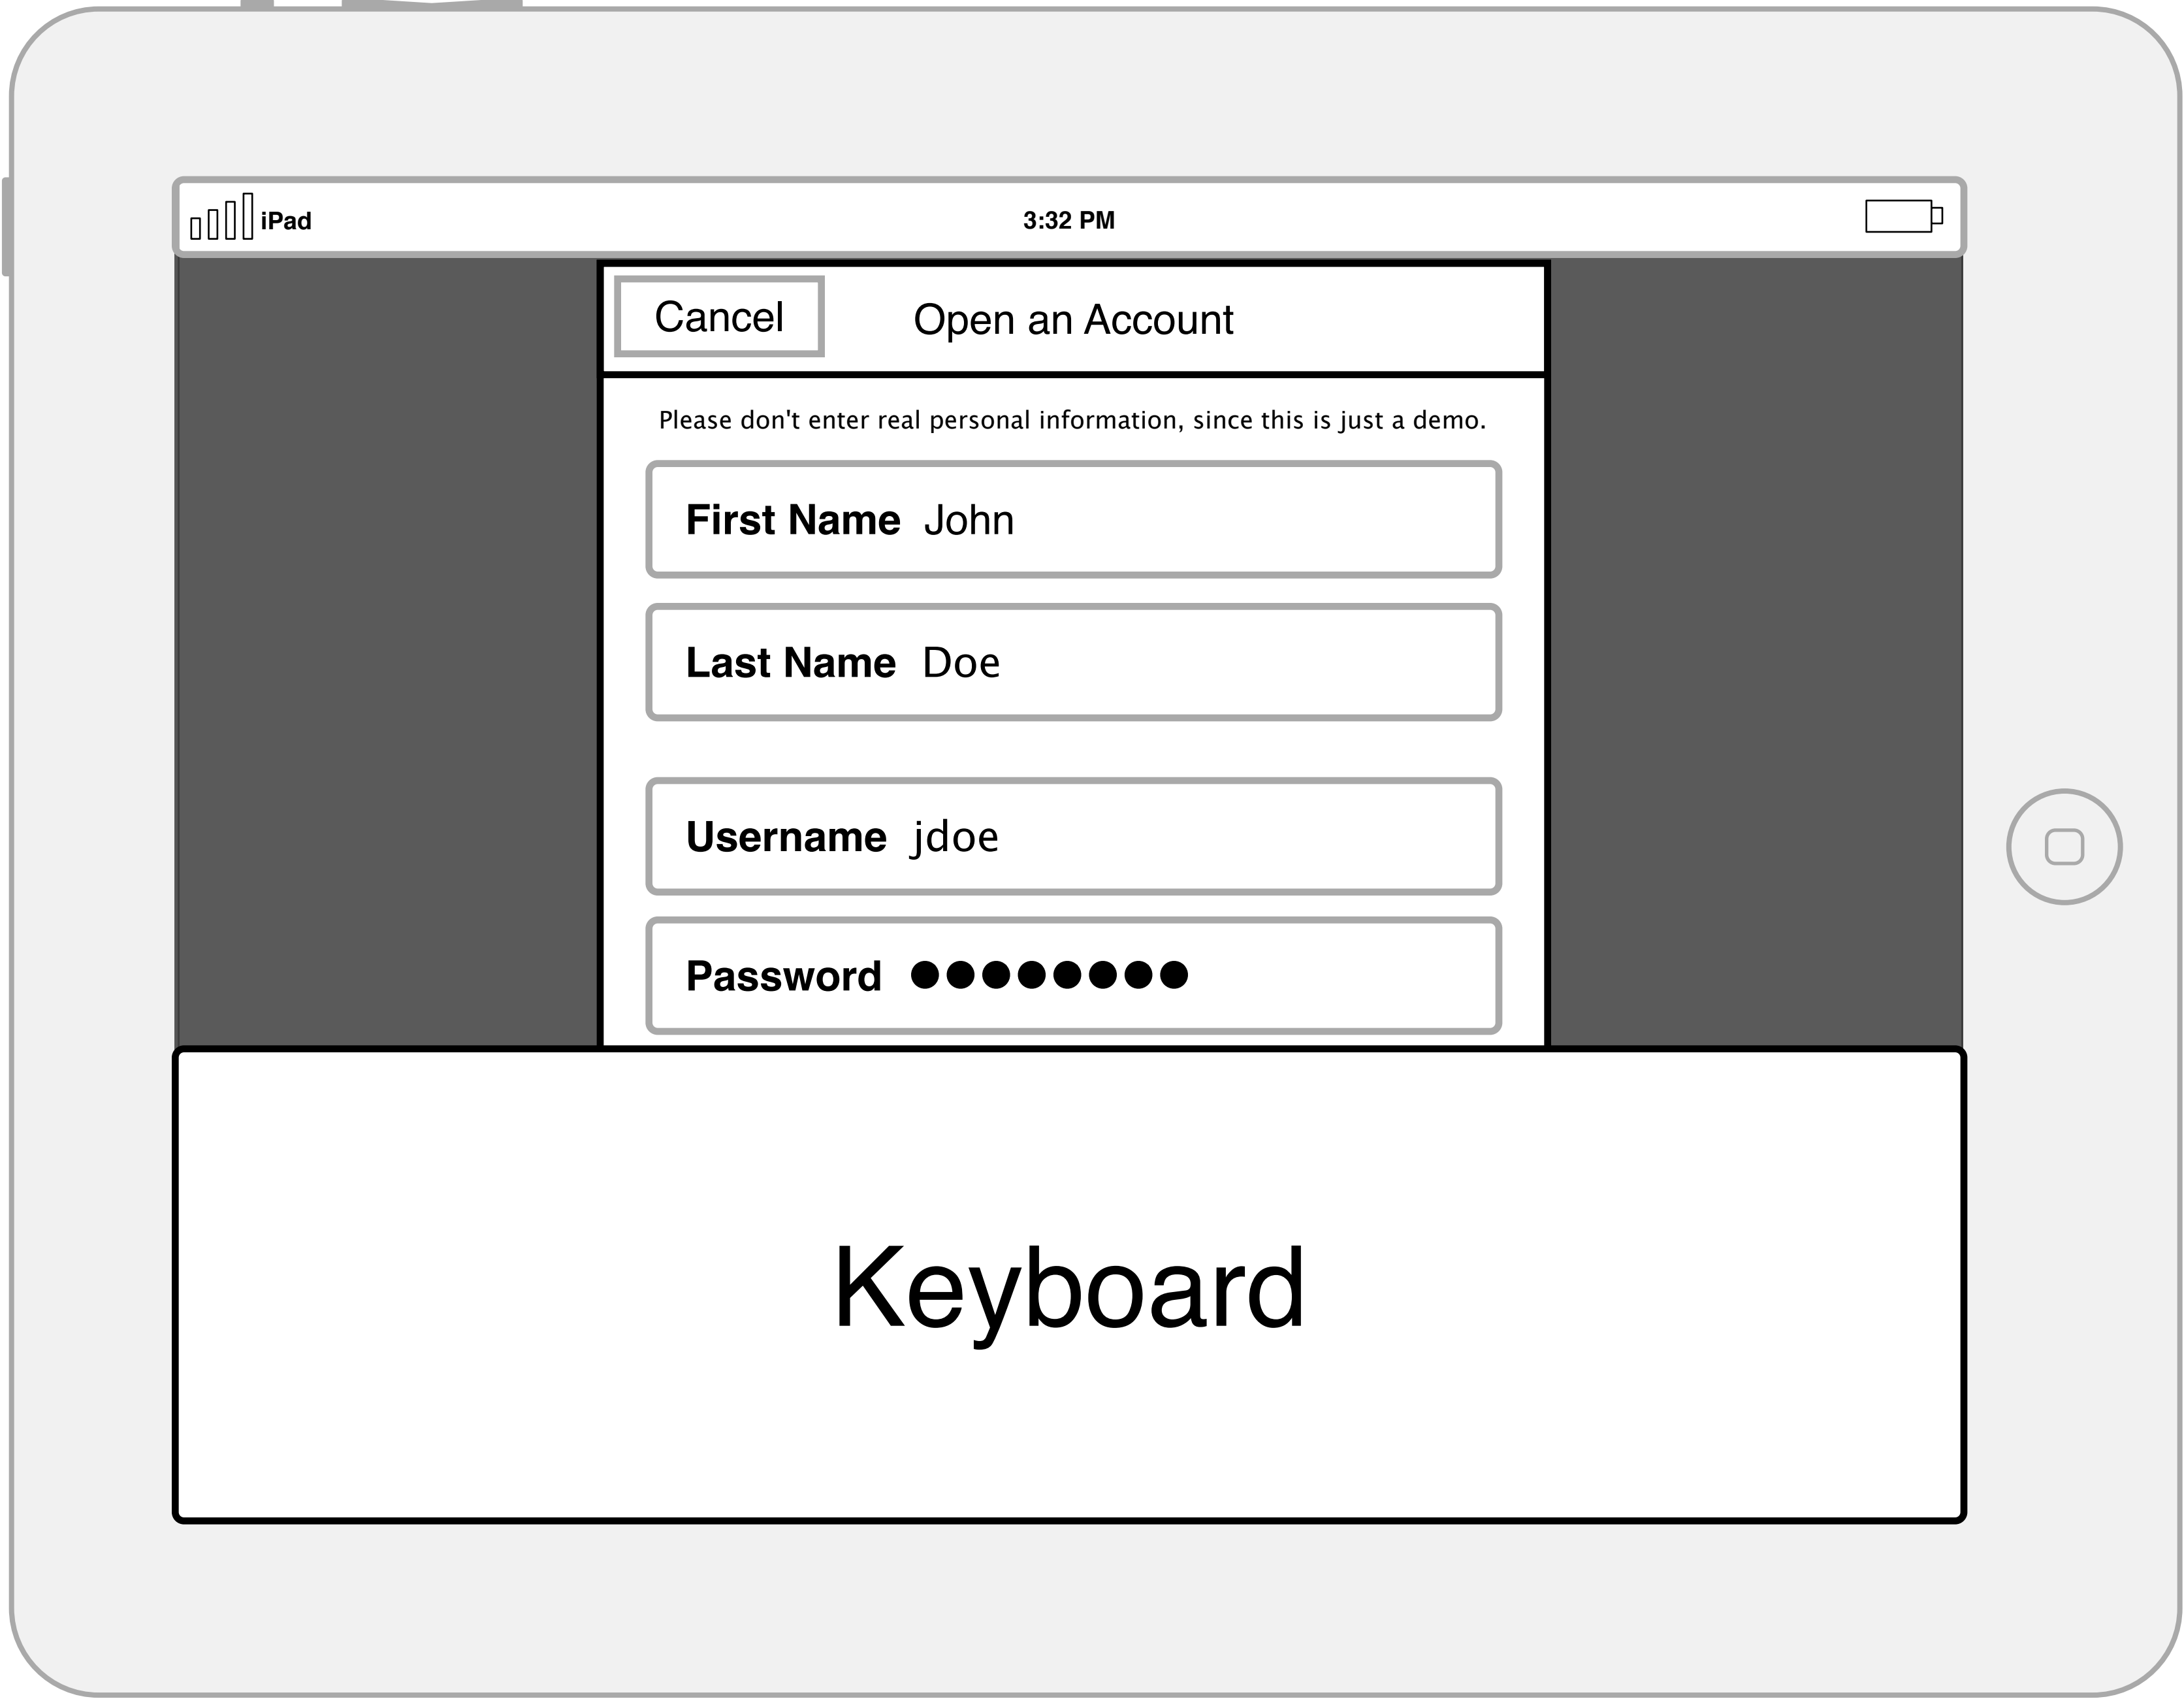 iPad 3:32 PM
Cancel Open an Account
Please don't enter real personal information, since this is just a demo.
First Name John
Last Name Doe
Username jdoe
Password ●●●●●●●●
Keyboard